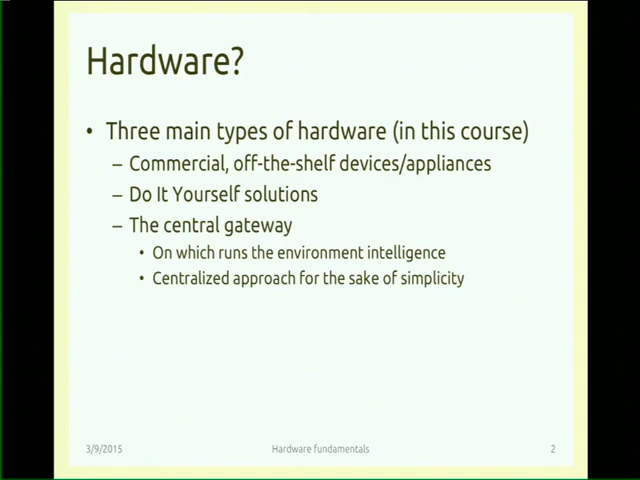 Hardware?
• Three main types of hardware (in this course)
– Commercial, off-the-shelf devices/appliances
– Do It Yourself solutions
– The central gateway
• On which runs the environment intelligence
• Centralized approach for the sake of simplicity
3/9/2015
Hardware fundamentals
2